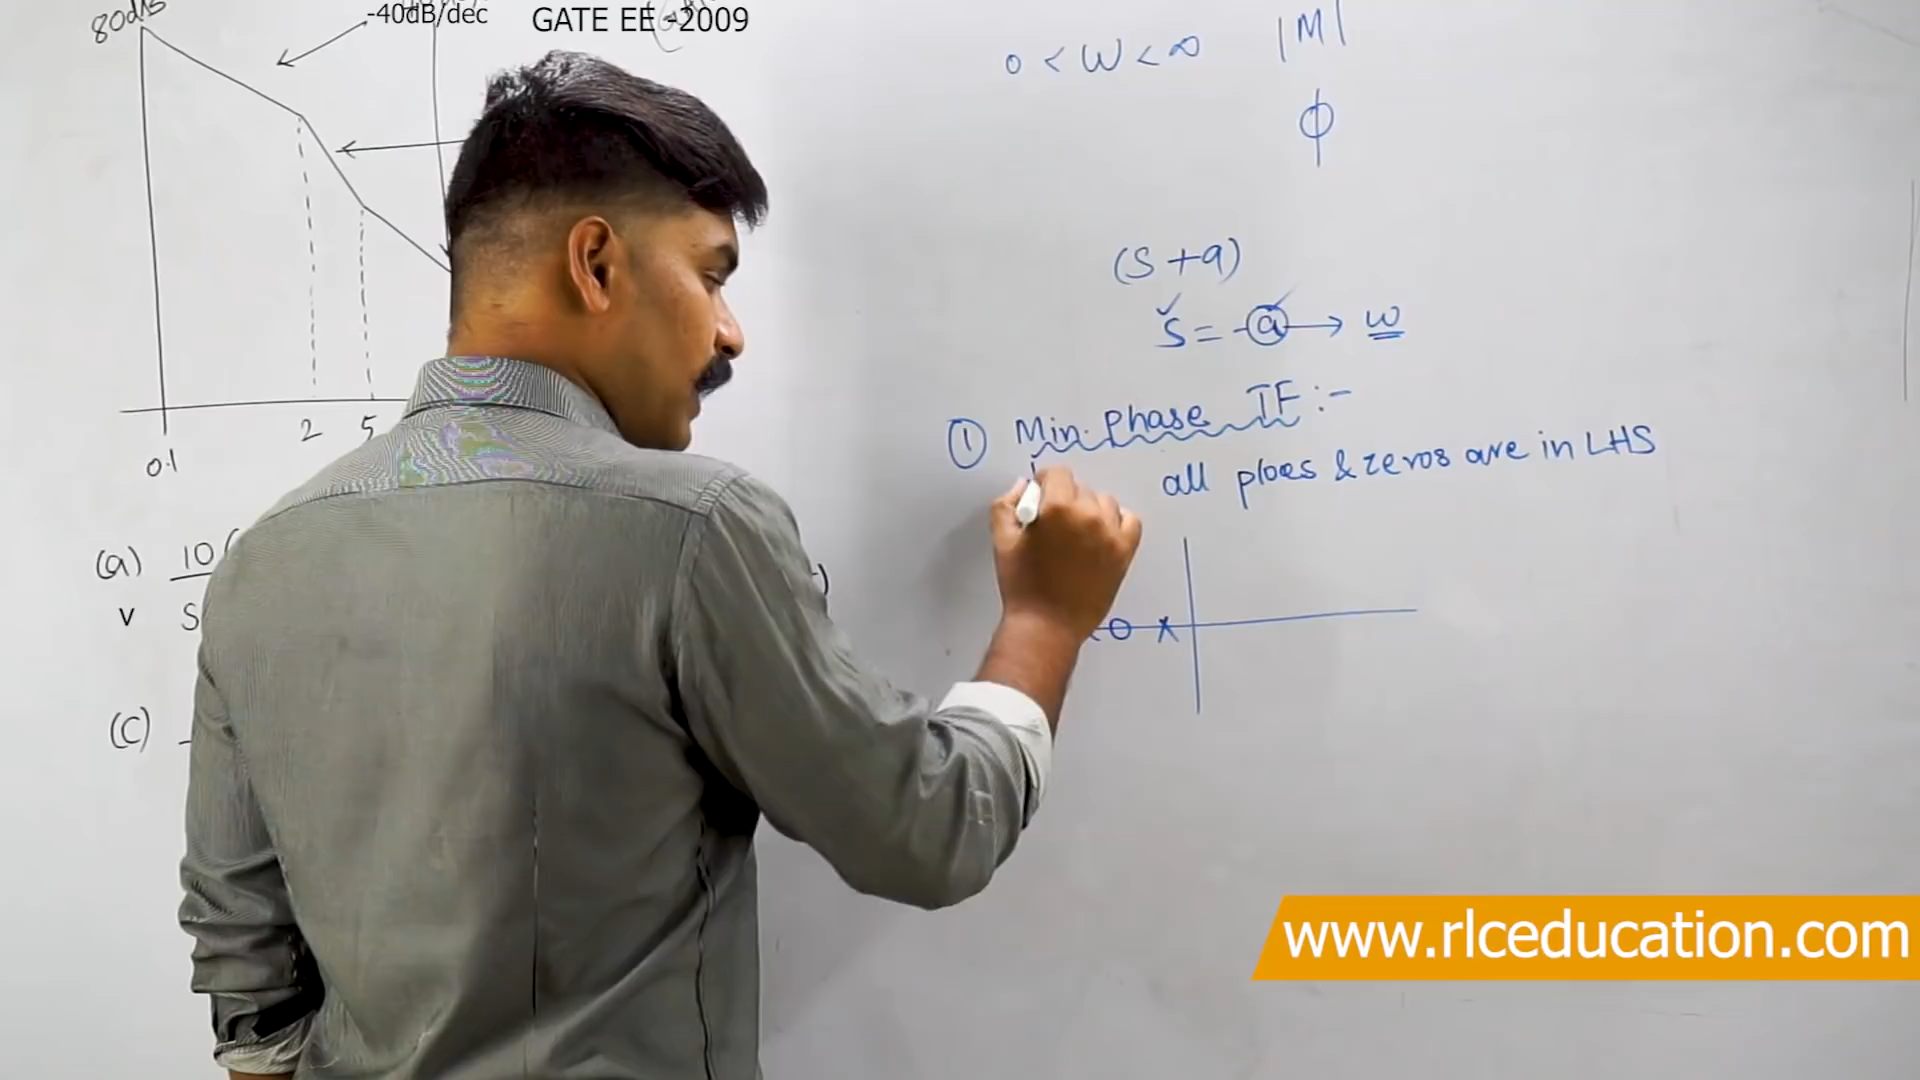 80dB
-40dB/dec
GATE EE -2009
0.1
2
5
(a) 10(
v S
(C)
0 < W < ∞ |M|
ϕ
(S+a)
S = -a → w
① Min. Phase TF :-
all ploes & zeros are in LHS
www.rlceducation.com